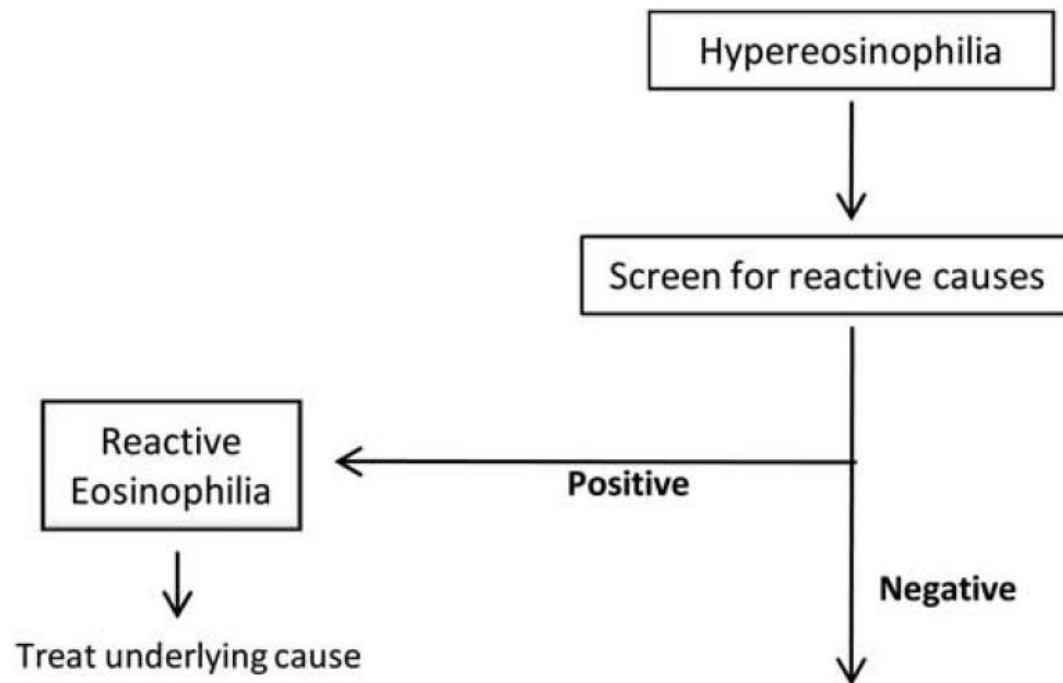 Hypereosinophilia
Screen for reactive causes
Reactive
Eosinophilia
Positive
Negative
Treat underlying cause